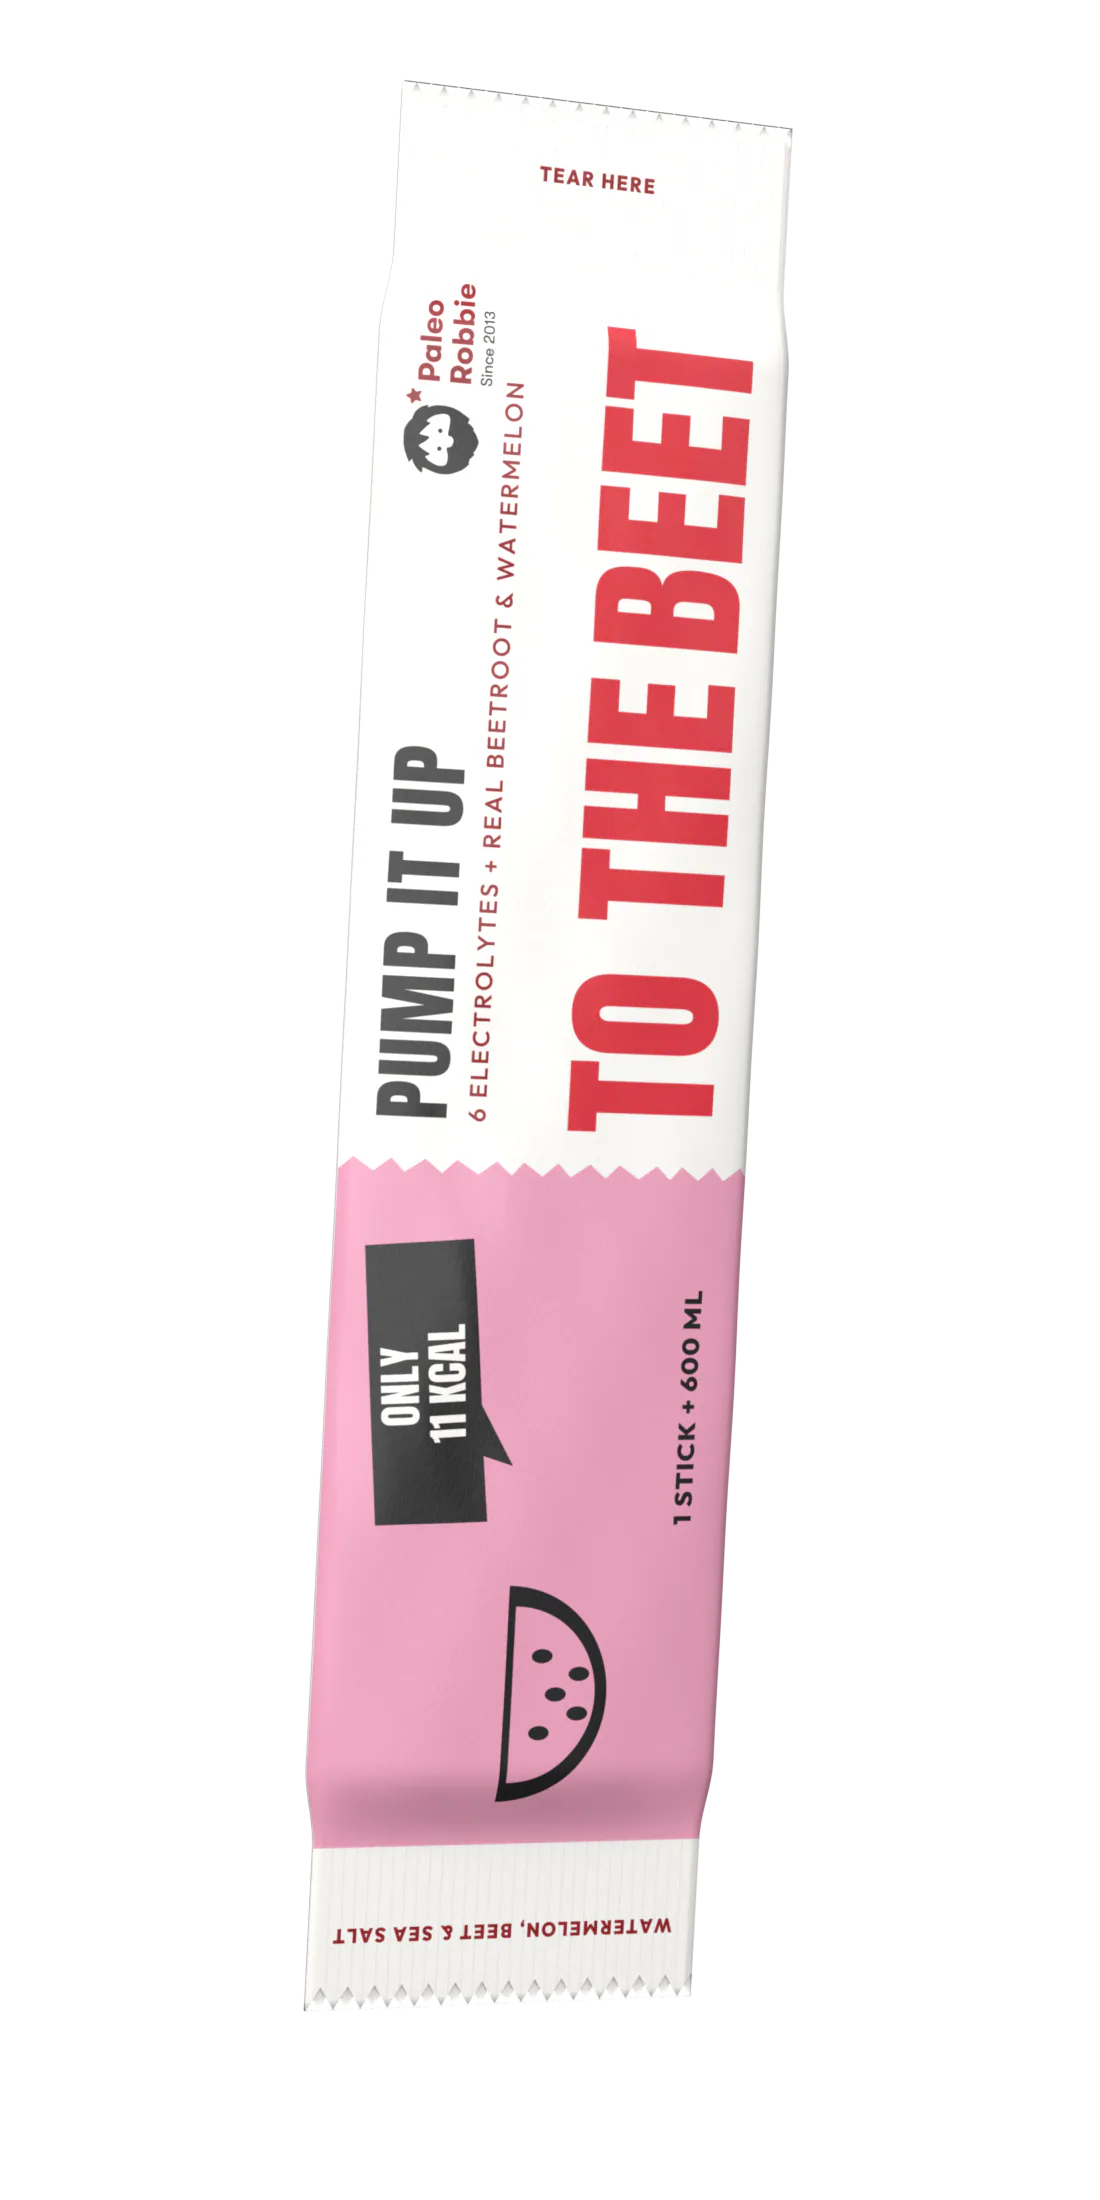 TEAR HERE
Paleo
Robbie
Since 2013
PUMP IT UP
6 ELECTROLYTES + REAL BEETROOT & WATERMELON
TO THE BEET
ONLY
11 KCAL
1 STICK + 600 ML
WATERMELON, BEET & SEA SALT